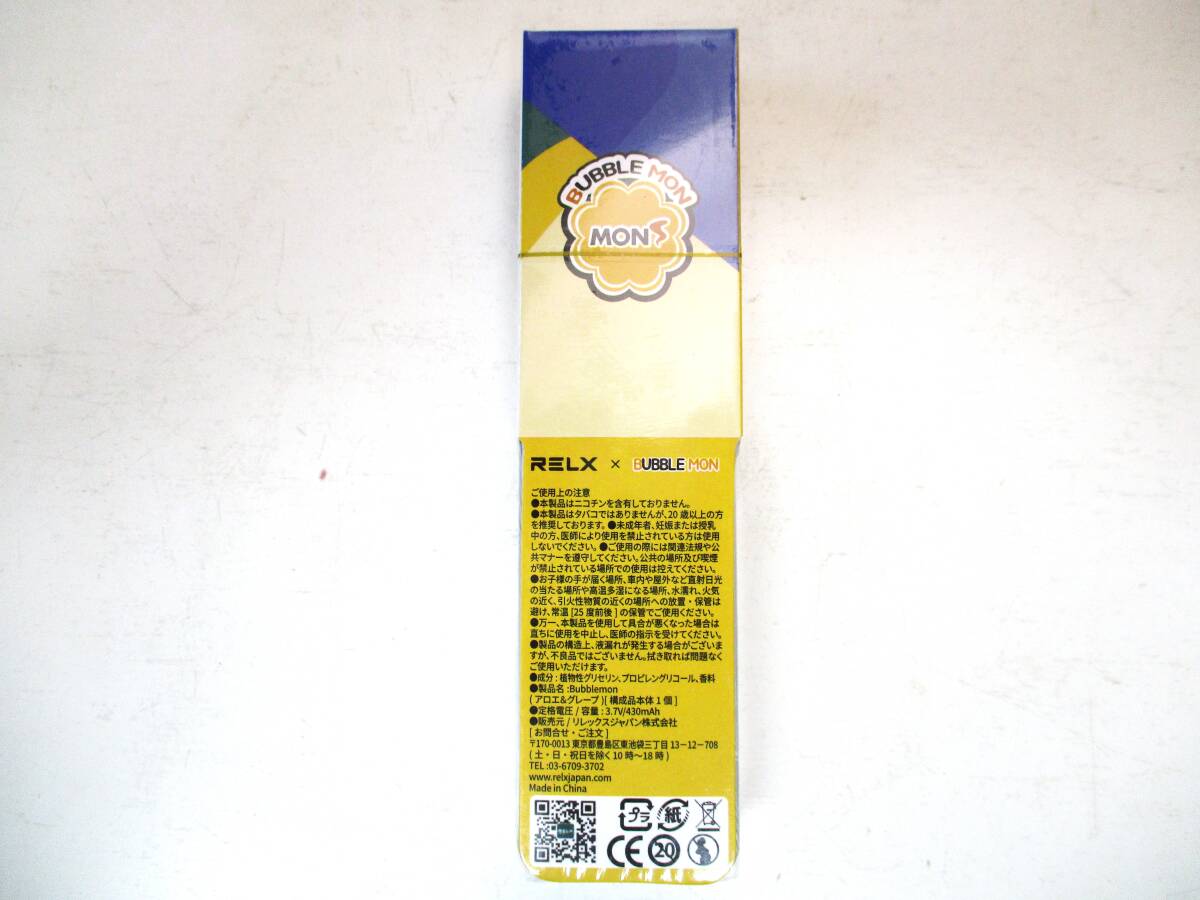 BUBBLE MON
MONS
RELX × BUBBLE MON
ご使用上の注意
●本製品はニコチンを含有しておりません。
●本製品はタバコではありませんが、20歳以上の方
を推奨しております。●未成年者、妊娠または授乳
中の方、医師により使用を禁止されている方は使用
しないでください。●ご使用の際には関連法規や公
共マナーを遵守してください。公共の場所及び喫煙
が禁止されている場所での使用は控えてください。
●お子様の手が届く場所、車内や屋外など直射日光
の当たる場所や高温多湿になる場所、水濡れ、火気
の近く、引火性物質の近くの場所への放置・保管は
避け、常温[25度前後]の保管でご使用ください。
●万一、本製品を使用して具合が悪くなった場合は
直ちに使用を中止し、医師の指示を受けてください。
●製品の構造上、液漏れが発生する場合がございま
すが、不良品ではございません。拭き取れば問題なく
ご使用いただけます。
●成分:植物性グリセリン、プロピレングリコール、香料
●製品名:Bubblemon
(アロエ&グレープ)[構成品本体1個]
●定格電圧/容量:3.7V/430mAh
●販売元/リレックスジャパン株式会社
[お問合せ・ご注文]
〒170-0013 東京都豊島区東池袋三丁目13-12-708
(土・日・祝日を除く10時〜18時)
TEL:03-6709-3702
www.relxjapan.com
Made in China
プラ 紙
CE 20